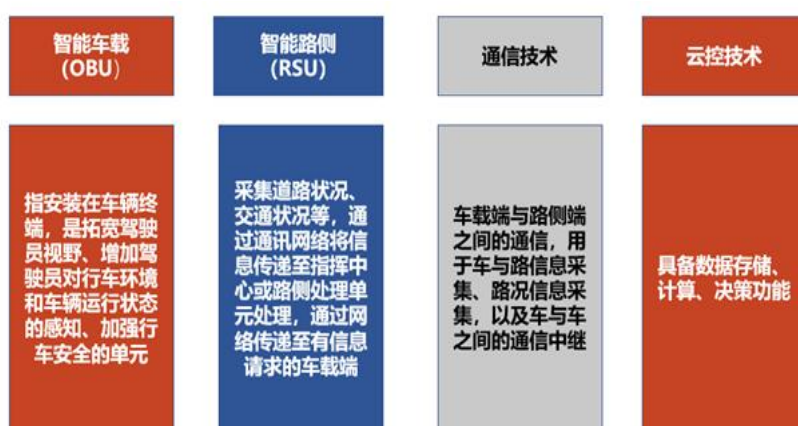 智能车载
(OBU)
智能路侧
(RSU)
通信技术
云控技术
指安装在车辆终
端，是拓宽驾驶
员视野、增加驾
驶员对行车环境
和车辆运行状态
的感知、加强行
车安全的单元
采集道路状况、
交通状况等，通
过通讯网络将信
息传递至指挥中
心或路侧处理单
元处理，通过网
络传递至有信息
请求的车载端
车载端与路侧端
之间的通信，用
于车与路信息采
集、路况信息采
集，以及车与车
之间的通信中继
具备数据存储、
计算、决策功能